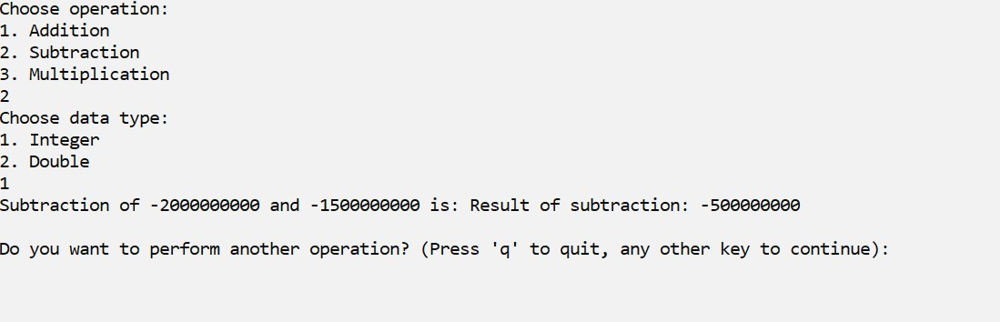 Choose operation:
1. Addition
2. Subtraction
3. Multiplication
2
Choose data type:
1. Integer
2. Double
1
Subtraction of -2000000000 and -1500000000 is: Result of subtraction: -500000000
Do you want to perform another operation? (Press 'q' to quit, any other key to continue):